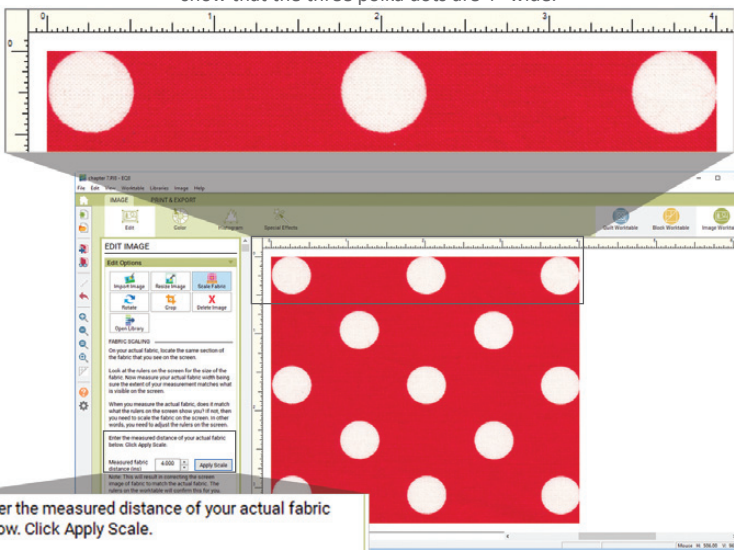 show that the three polka dots are 4" wide.
0 1 2 3 4
0
chapter 1310 - EQ8
File Edit View Worktable Libraries Image Help
IMAGE PRINT & EXPORT
Edit Color Histogram Special Effects
Quilt Worktable Block Worktable Image Workta
EDIT IMAGE
Edit Options
Import Image Resize Image Scale Fabric
Rotate Crop Delete Image
Open Library
FABRIC SCALING
On your actual fabric, locate the same section of
the fabric that you see on the screen.
Look at the rulers on the screen for the size of the
fabric. Now measure your actual fabric width being
sure the extent of your measurement matches what
is visible on the screen.
When you measure the actual fabric, does it match
what the rulers on the screen show you? If not, then
you need to scale the fabric on the screen. In other
words, you need to adjust the rulers on the screen.
Enter the measured distance of your actual fabric
below. Click Apply Scale.
Measured fabric
distance (ins) 4.000 Apply Scale
Note: This will result in correcting the screen
image of fabric to match the actual fabric. The
rulers on the worktable will confirm this for you.
er the measured distance of your actual fabric
ow. Click Apply Scale.